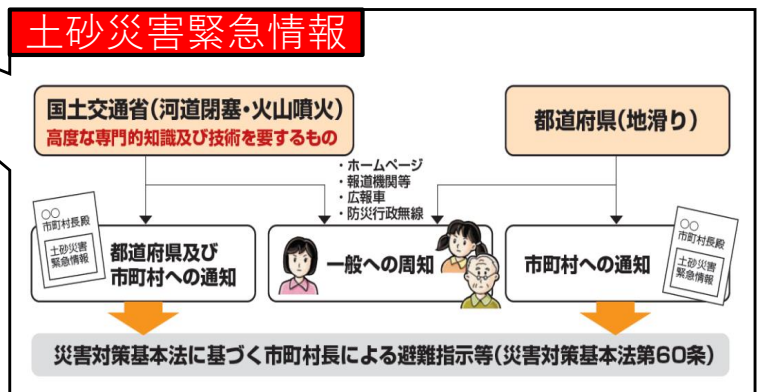 土砂災害緊急情報
国土交通省(河道閉塞・火山噴火)
高度な専門的知識及び技術を要するもの
都道府県(地滑り)
・ホームページ
・報道機関等
・広報車
・防災行政無線
○○
市町村長殿
土砂災害
緊急情報
都道府県及び
市町村への通知
一般への周知
市町村への通知
○○
市町村長殿
土砂災害
緊急情報
災害対策基本法に基づく市町村長による避難指示等(災害対策基本法第60条)